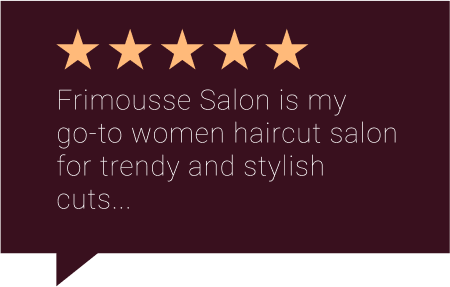 Frimousse Salon is my
go-to women haircut salon
for trendy and stylish
cuts...